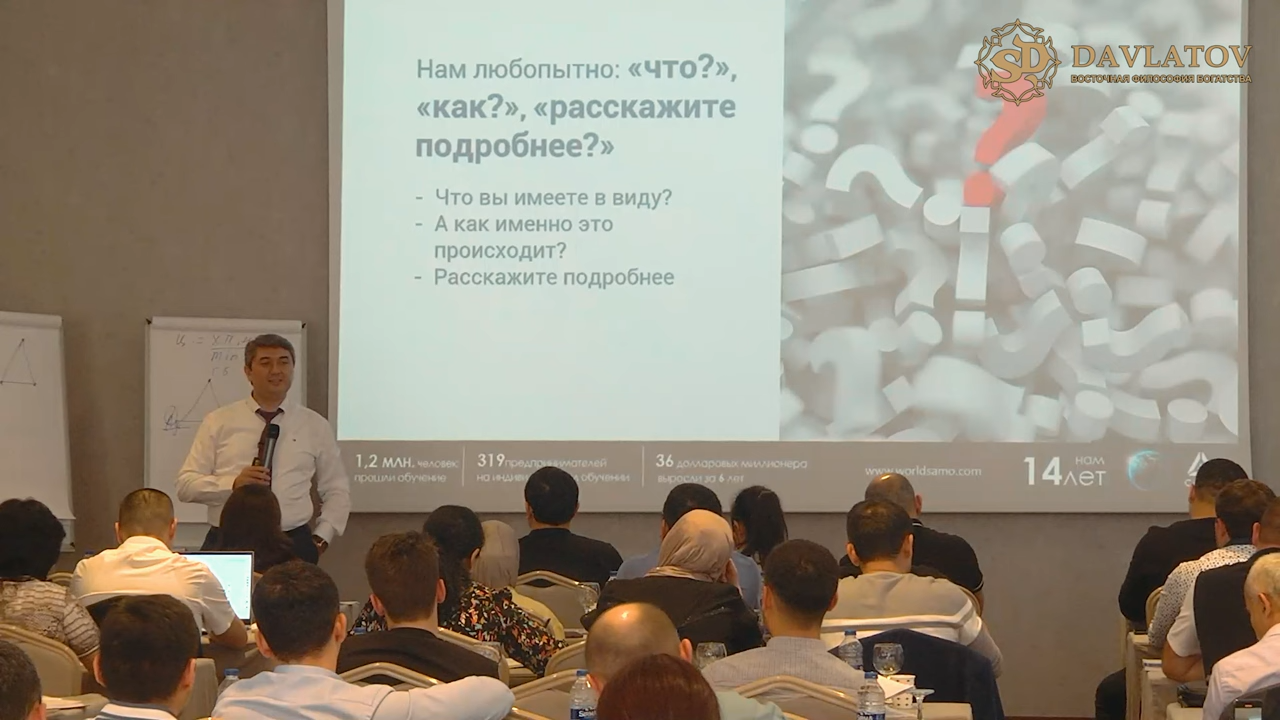 SD
DAVLATOV
ВОСТОЧНАЯ ФИЛОСОФИЯ БОГАТСТВА
Нам любопытно: «что?»,
«как?», «расскажите
подробнее?»
- Что вы имеете в виду?
- А как именно это
происходит?
- Расскажите подробнее
1,2 МЛН. человек
прошли обучение
319 предпринимателей
на обучении
36 долларовых миллионера
выросли за 6 лет
www.worldsamo.com
14 нам
лет